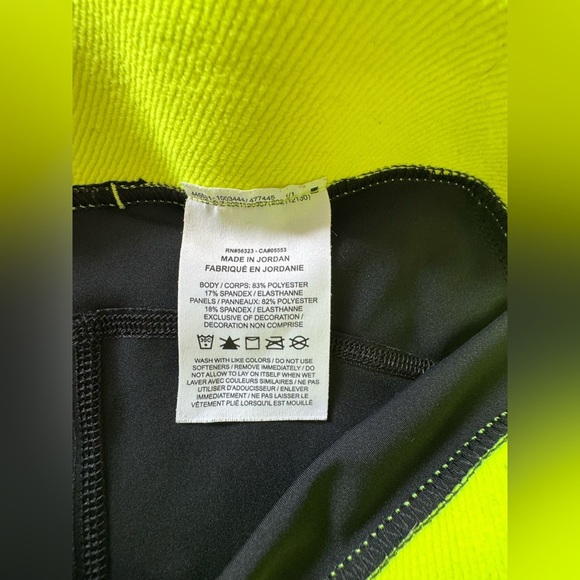 RN#56323 - CA#05553
MADE IN JORDAN
FABRIQUÉ EN JORDANIE
BODY / CORPS: 83% POLYESTER
17% SPANDEX / ELASTHANNE
PANELS / PANNEAUX: 82% POLYESTER
18% SPANDEX / ELASTHANNE
EXCLUSIVE OF DECORATION /
DECORATION NON COMPRISE
WASH WITH LIKE COLORS / DO NOT USE
SOFTENERS / REMOVE IMMEDIATELY / DO
NOT ALLOW TO LAY ON ITSELF WHEN WET
LAVER AVEC COULEURS SIMILAIRES / NE PAS
UTILISER D'ADOUCISSANT / ENLEVER
IMMEDIATEMENT / NE PAS LAISSER LE
VÊTEMENT PLIÉ LORSQU'IL EST MOUILLÉ